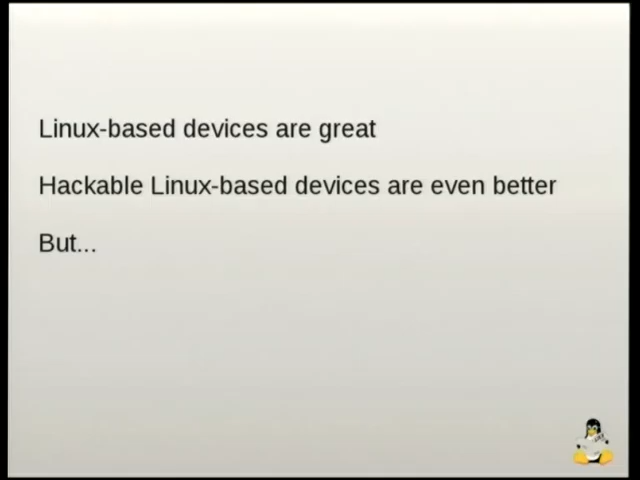 Linux-based devices are great
Hackable Linux-based devices are even better
But...